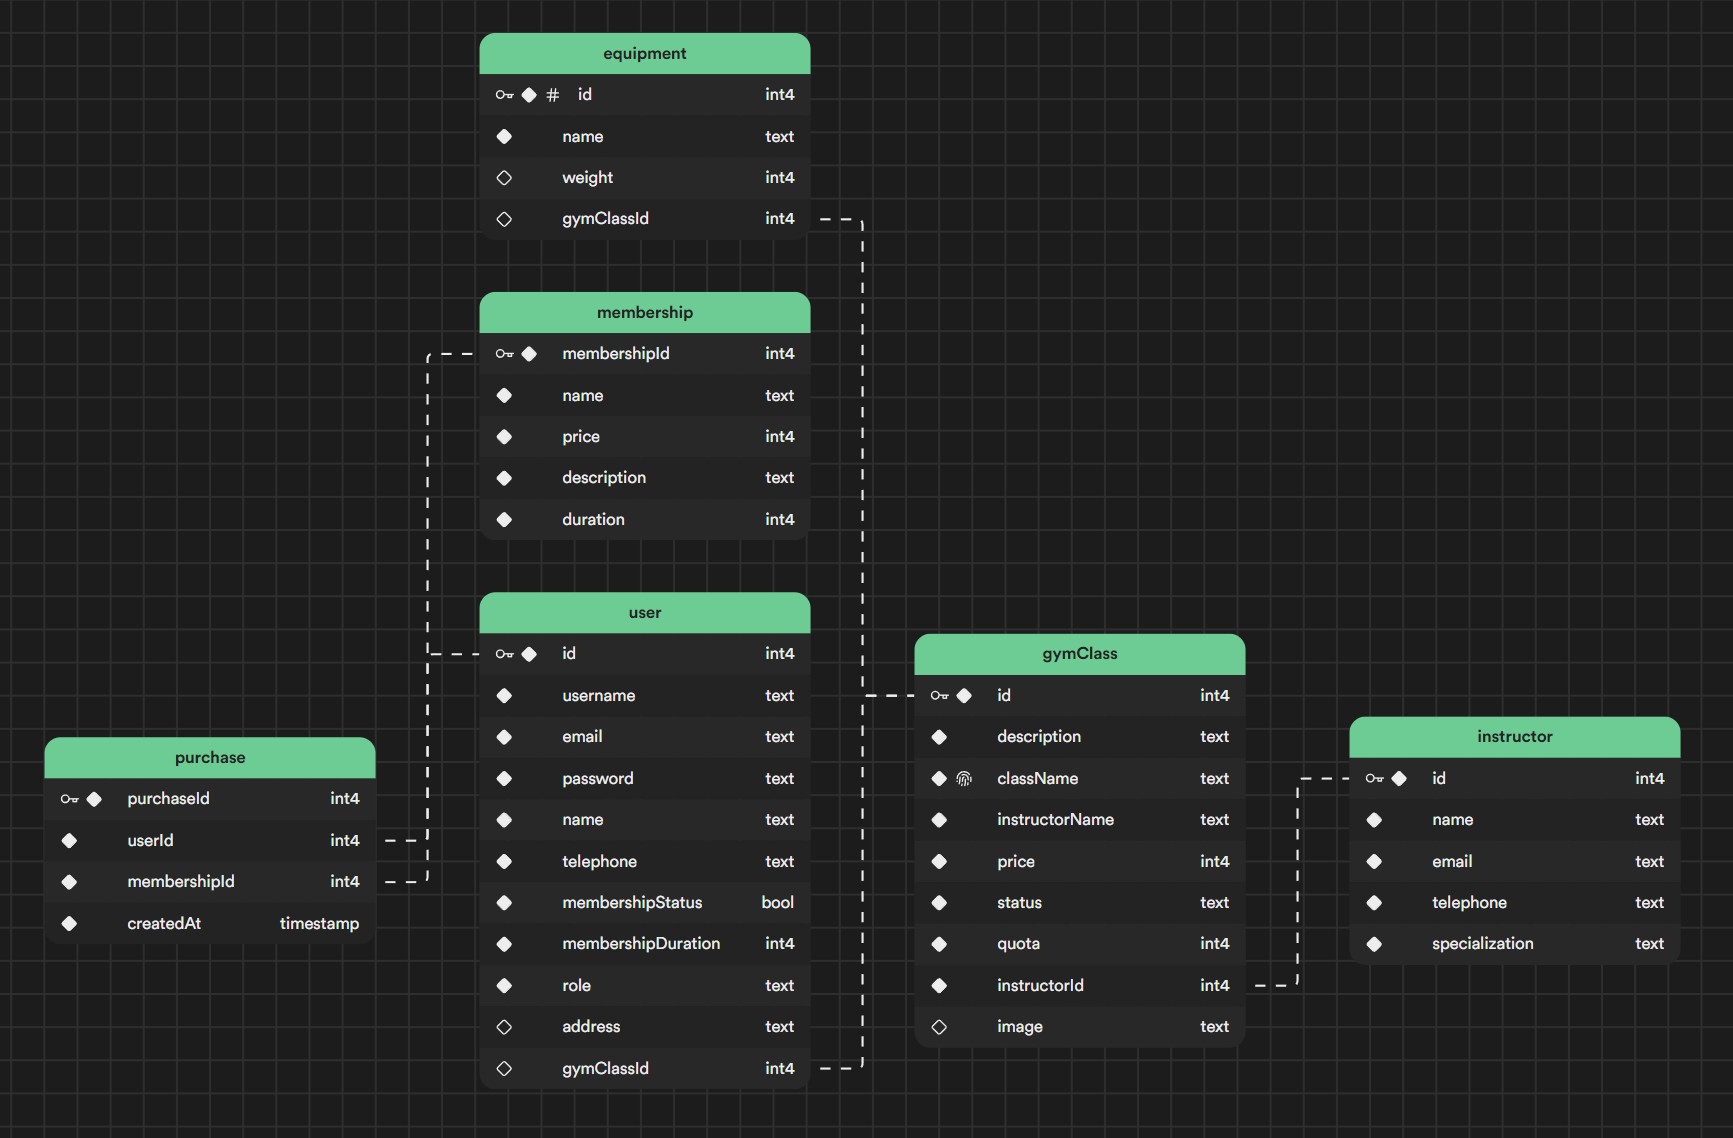 equipment
# id int4
name text
weight int4
gymClassId int4
membership
membershipId int4
name text
price int4
description text
duration int4
user
id int4
username text
email text
password text
name text
telephone text
membershipStatus bool
membershipDuration int4
role text
address text
gymClassId int4
purchase
purchaseId int4
userId int4
membershipId int4
createdAt timestamp
gymClass
id int4
description text
className text
instructorName text
price int4
status text
quota int4
instructorId int4
image text
instructor
id int4
name text
email text
telephone text
specialization text